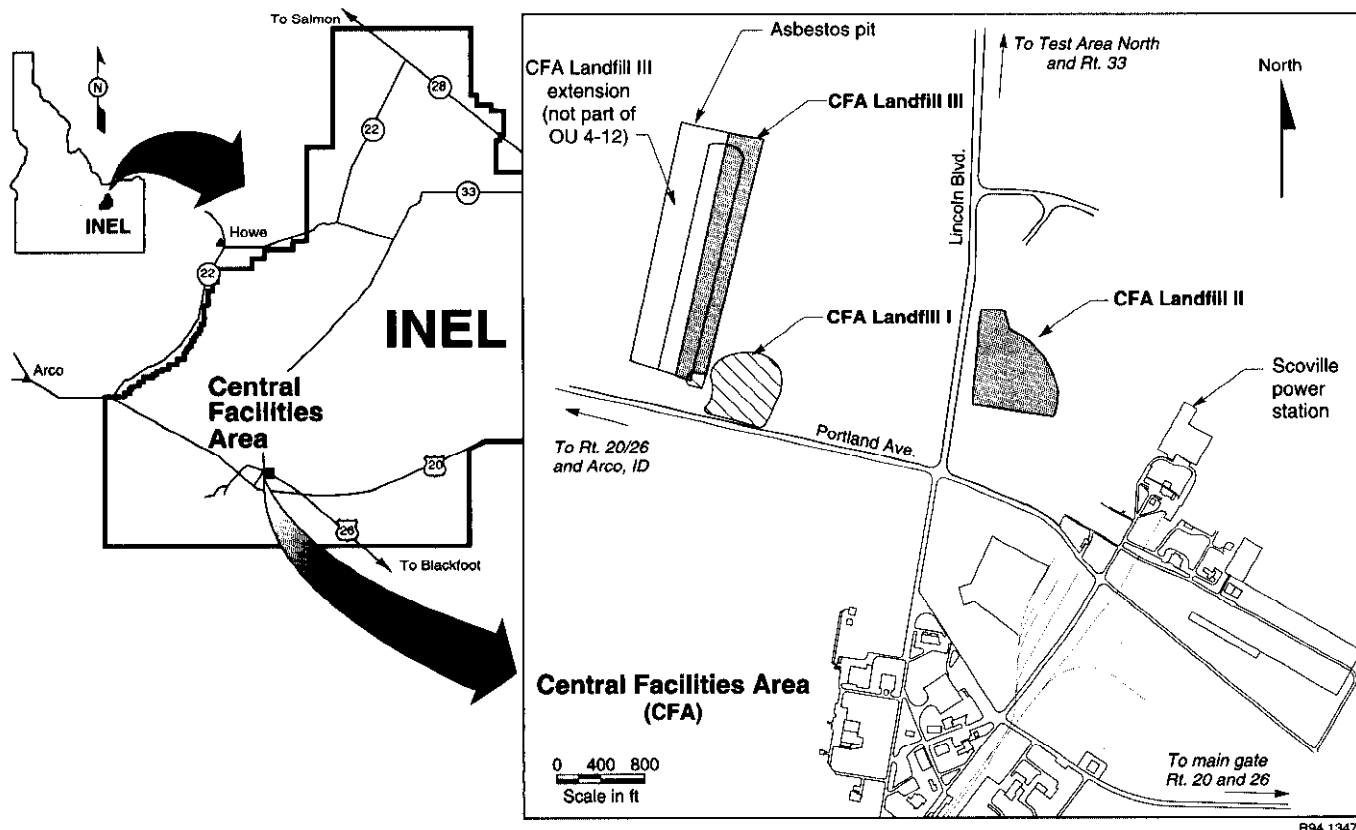 To Salmon
N
28
22
33
INEL
Howe
22
INEL
Arco
Central
Facilities
Area
20
26
To Blackfoot
Asbestos pit
CFA Landfill III
extension
(not part of
OU 4-12)
CFA Landfill III
To Test Area North
and Rt. 33
North
Lincoln Blvd.
CFA Landfill II
CFA Landfill I
Scoville
power
station
Portland Ave.
To Rt. 20/26
and Arco, ID
Central Facilities Area
(CFA)
0 400 800
Scale in ft
To main gate
Rt. 20 and 26
R94 1347